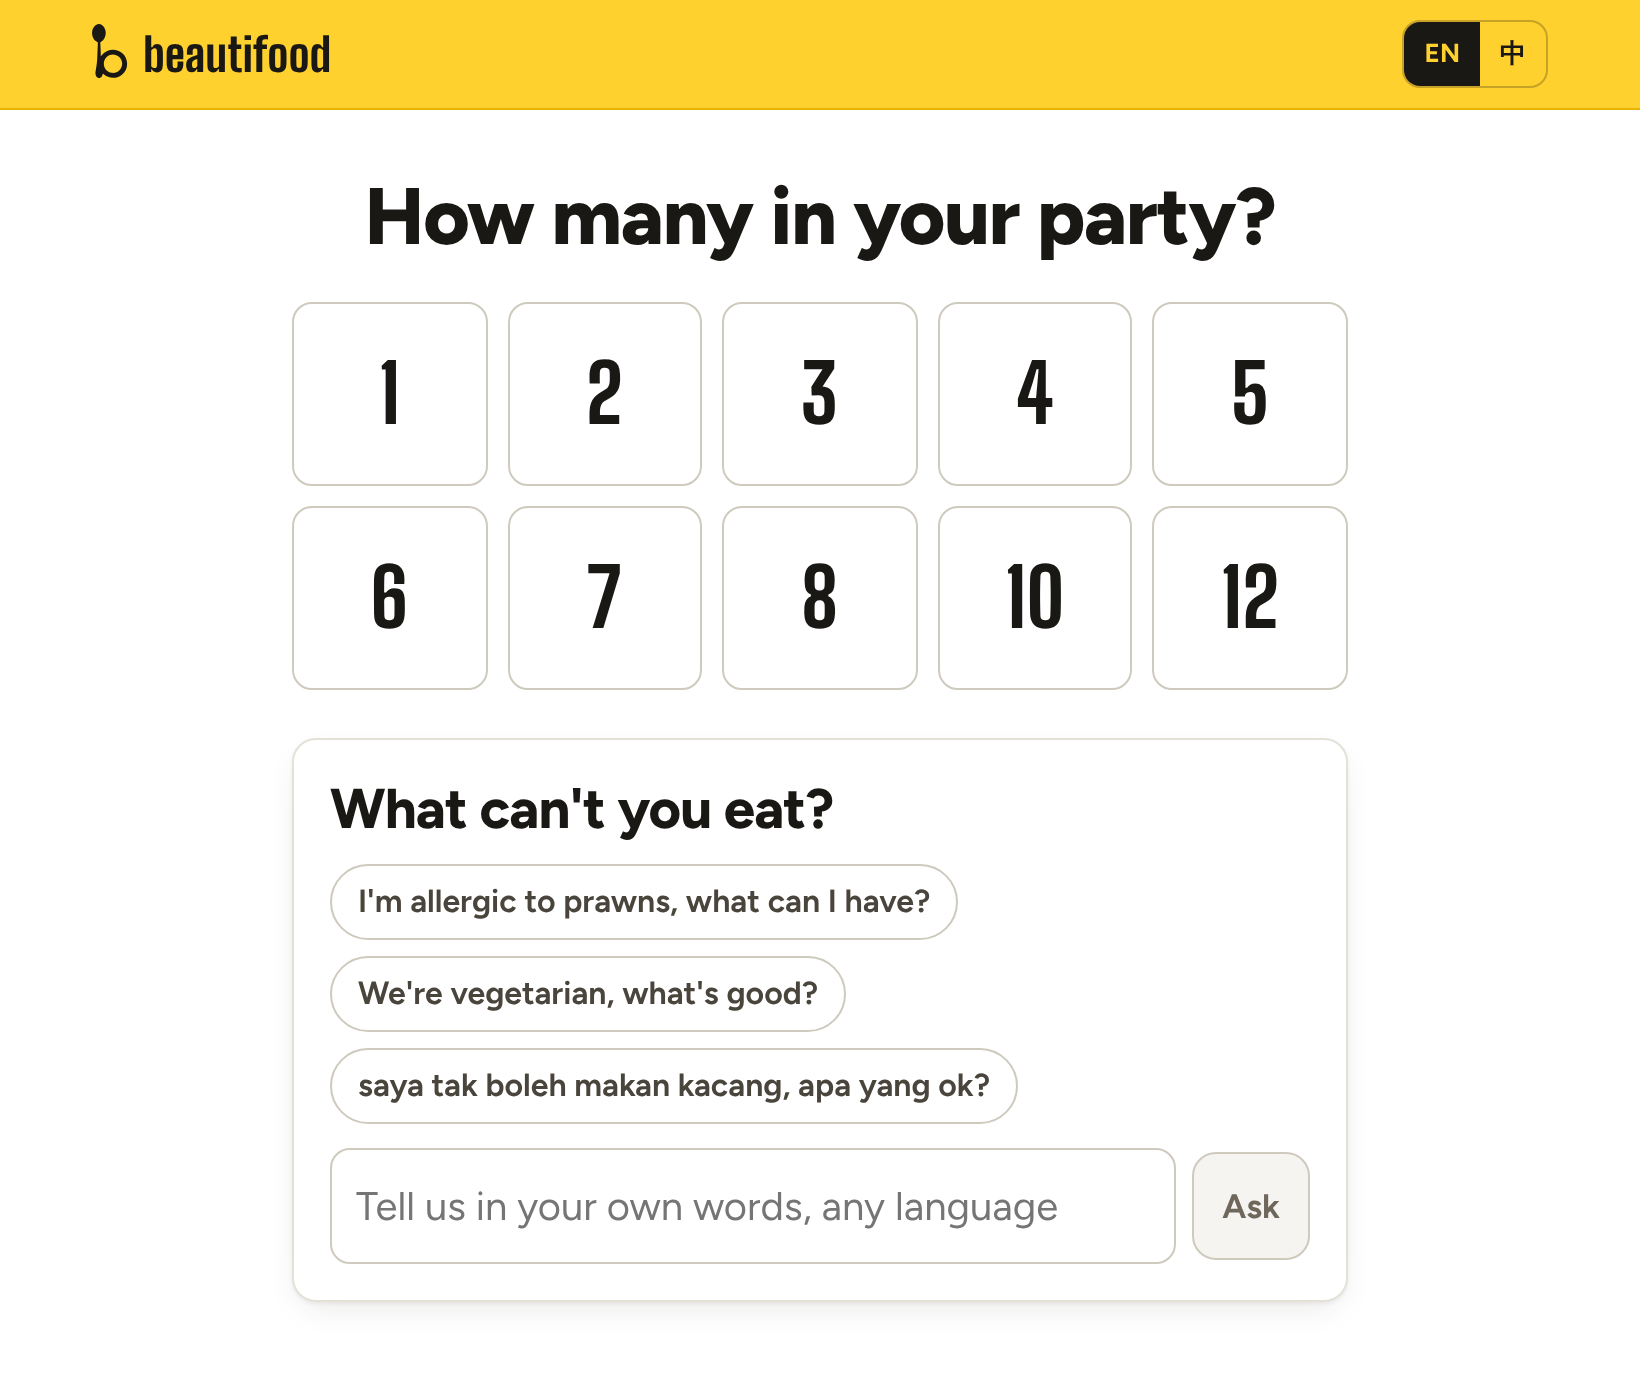 beautifood
EN 中
How many in your party?
1 2 3 4 5
6 7 8 10 12
What can't you eat?
I'm allergic to prawns, what can I have?
We're vegetarian, what's good?
saya tak boleh makan kacang, apa yang ok?
Tell us in your own words, any language
Ask